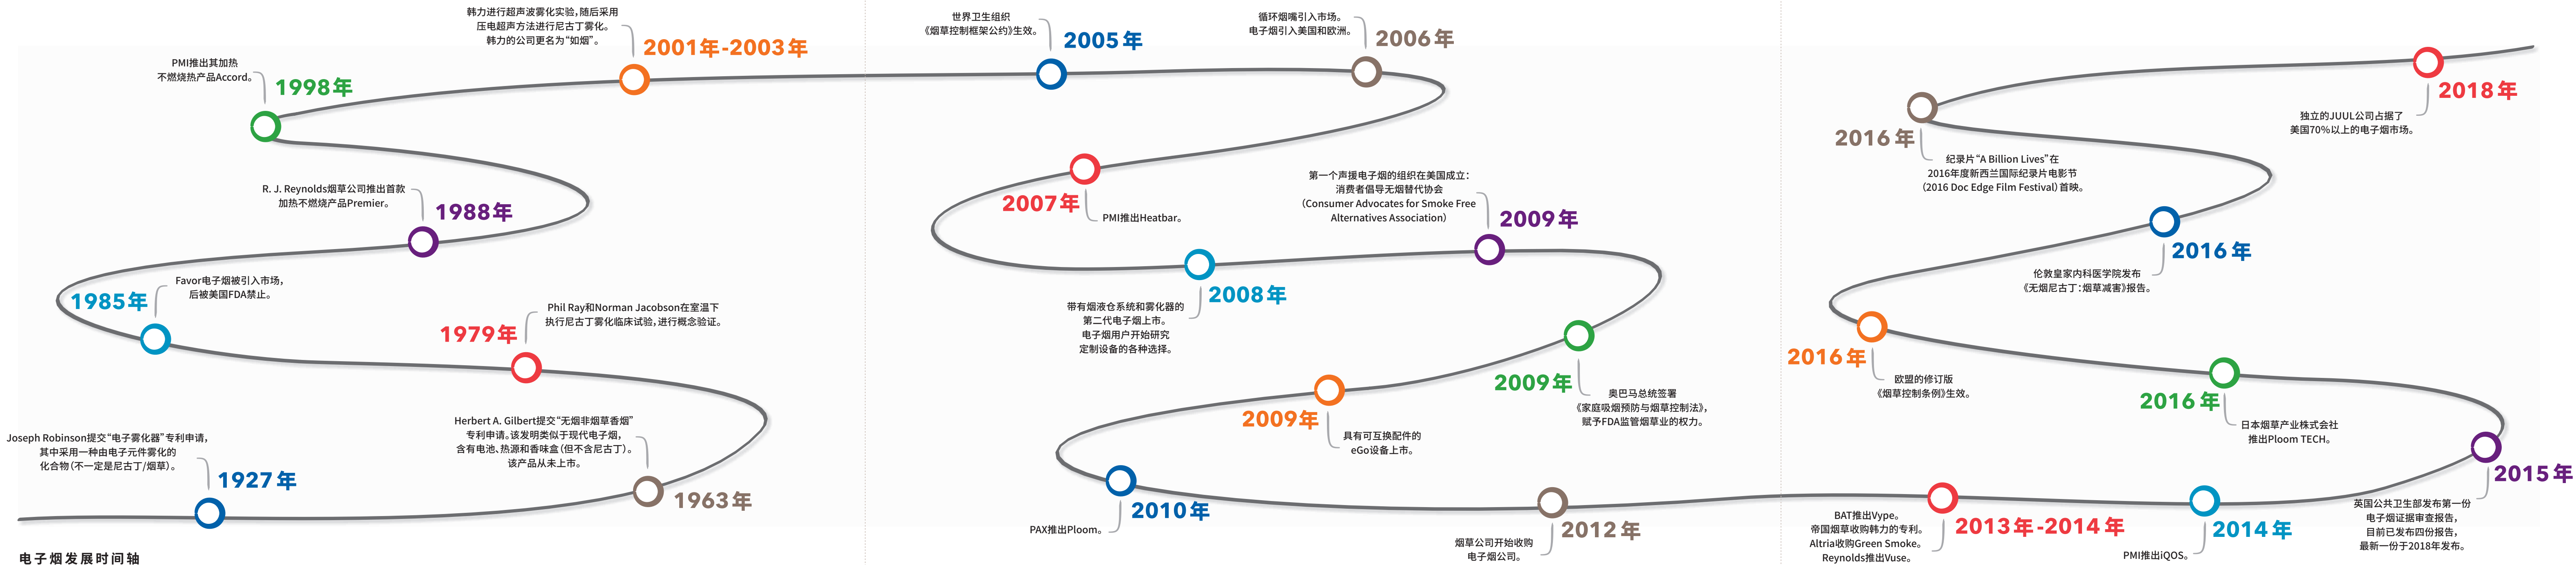 Joseph Robinson提交“电子雾化器”专利申请，
其中采用一种由电子元件雾化的
化合物（不一定是尼古丁/烟草）。
1927年
Herbert A. Gilbert提交“无烟非烟草香烟”
专利申请。该发明类似于现代电子烟，
含有电池、热源和香味盒（但不含尼古丁）。
该产品从未上市。
1963年
Phil Ray和Norman Jacobson在室温下
执行尼古丁雾化临床试验，进行概念验证。
1979年
Favor电子烟被引入市场，
后被美国FDA禁止。
1985年
R. J. Reynolds烟草公司推出首款
加热不燃烧产品Premier。
1988年
PMI推出其加热
不燃烧热产品Accord。
1998年
韩力进行超声波雾化实验，随后采用
压电超声方法进行尼古丁雾化。
韩力的公司更名为“如烟”。
2001年-2003年
世界卫生组织
《烟草控制框架公约》生效。
2005年
循环烟嘴引入市场。
电子烟引入美国和欧洲。
2006年
2007年
PMI推出Heatbar。
2008年
带有烟液仓系统和雾化器的
第二代电子烟上市。
电子烟用户开始研究
定制设备的各种选择。
第一个声援电子烟的组织在美国成立：
消费者倡导无烟替代协会
（Consumer Advocates for Smoke Free
Alternatives Association）
2009年
2009年
奥巴马总统签署
《家庭吸烟预防与烟草控制法》，
赋予FDA监管烟草业的权力。
2009年
具有可互换配件的
eGo设备上市。
2010年
PAX推出Ploom。
2012年
烟草公司开始收购
电子烟公司。
2013年-2014年
BAT推出Vype。
帝国烟草收购韩力的专利。
Altria收购Green Smoke。
Reynolds推出Vuse。
2014年
PMI推出iQOS。
2015年
英国公共卫生部发布第一份
电子烟证据审查报告，
目前已发布四份报告，
最新一份于2018年发布。
2016年
日本烟草产业株式会社
推出Ploom TECH。
2016年
欧盟的修订版
《烟草控制条例》生效。
2016年
伦敦皇家内科医学院发布
《无烟尼古丁：烟草减害》报告。
2016年
纪录片“A Billion Lives”在
2016年度新西兰国际纪录片电影节
（2016 Doc Edge Film Festival）首映。
2018年
独立的JUUL公司占据了
美国70%以上的电子烟市场。
电子烟发展时间轴